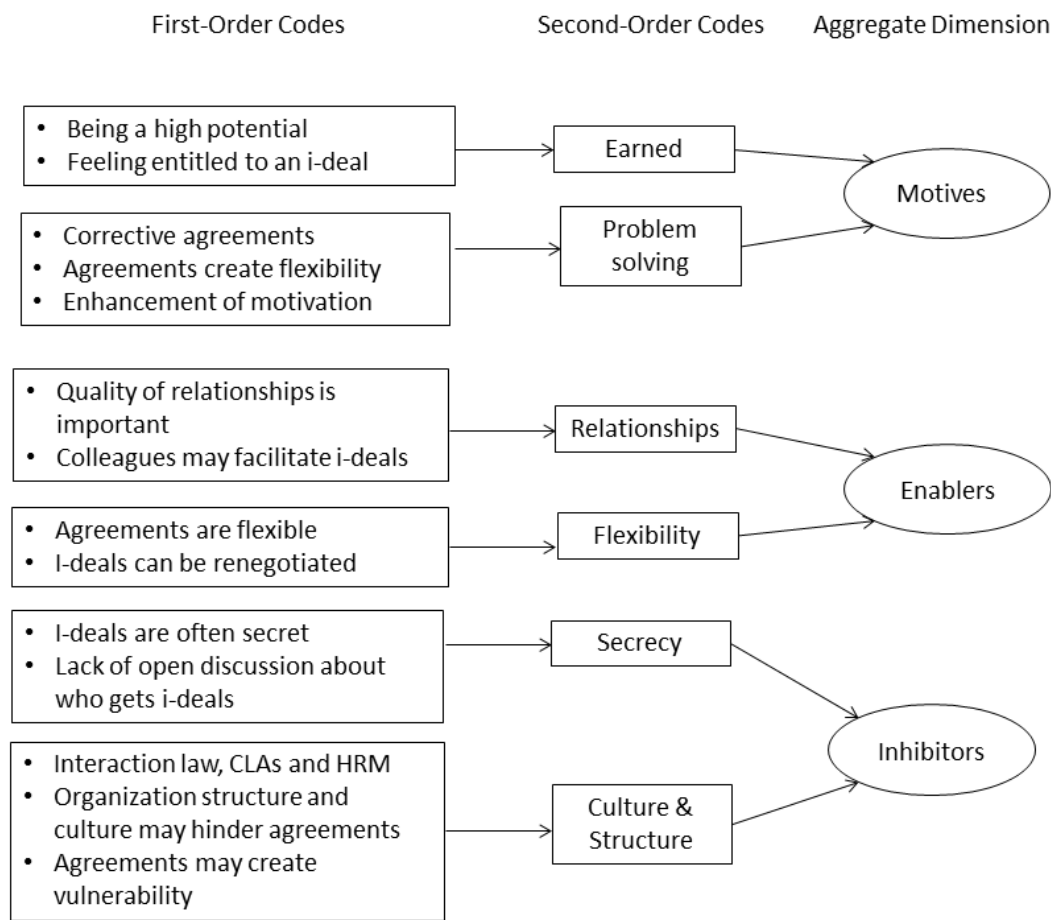 First-Order Codes
Second-Order Codes
Aggregate Dimension
• Being a high potential
• Feeling entitled to an i-deal
Earned
Motives
• Corrective agreements
• Agreements create flexibility
• Enhancement of motivation
Problem
solving
• Quality of relationships is
important
• Colleagues may facilitate i-deals
Relationships
Enablers
• Agreements are flexible
• I-deals can be renegotiated
Flexibility
• I-deals are often secret
• Lack of open discussion about
who gets i-deals
Secrecy
Inhibitors
• Interaction law, CLAs and HRM
• Organization structure and
culture may hinder agreements
• Agreements may create
vulnerability
Culture &
Structure